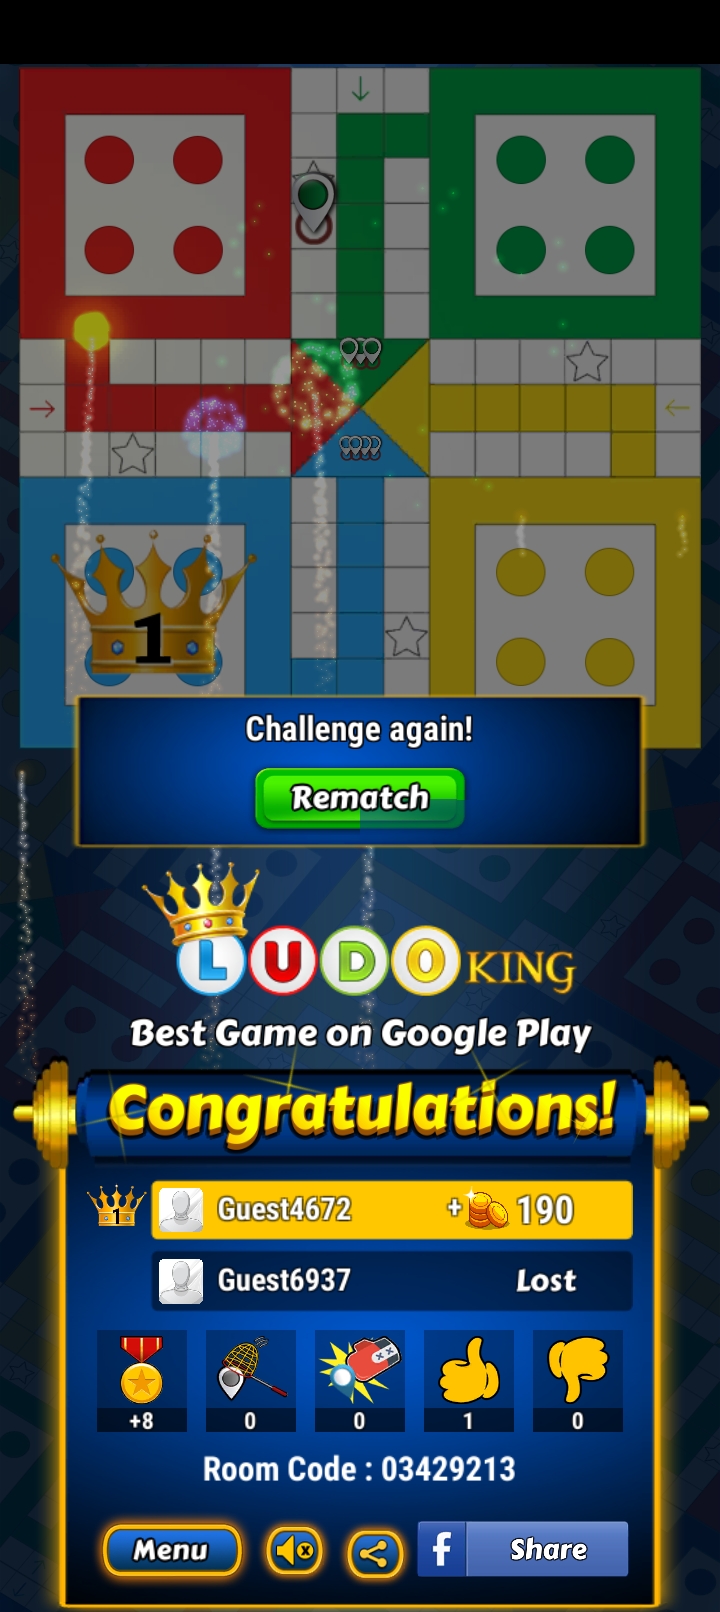 1
Challenge again!
Rematch
LUDO KING
Best Game on Google Play
Congratulations!
1 Guest4672 + 190
Guest6937 Lost
+8 0 0 1 0
Room Code : 03429213
Menu f Share